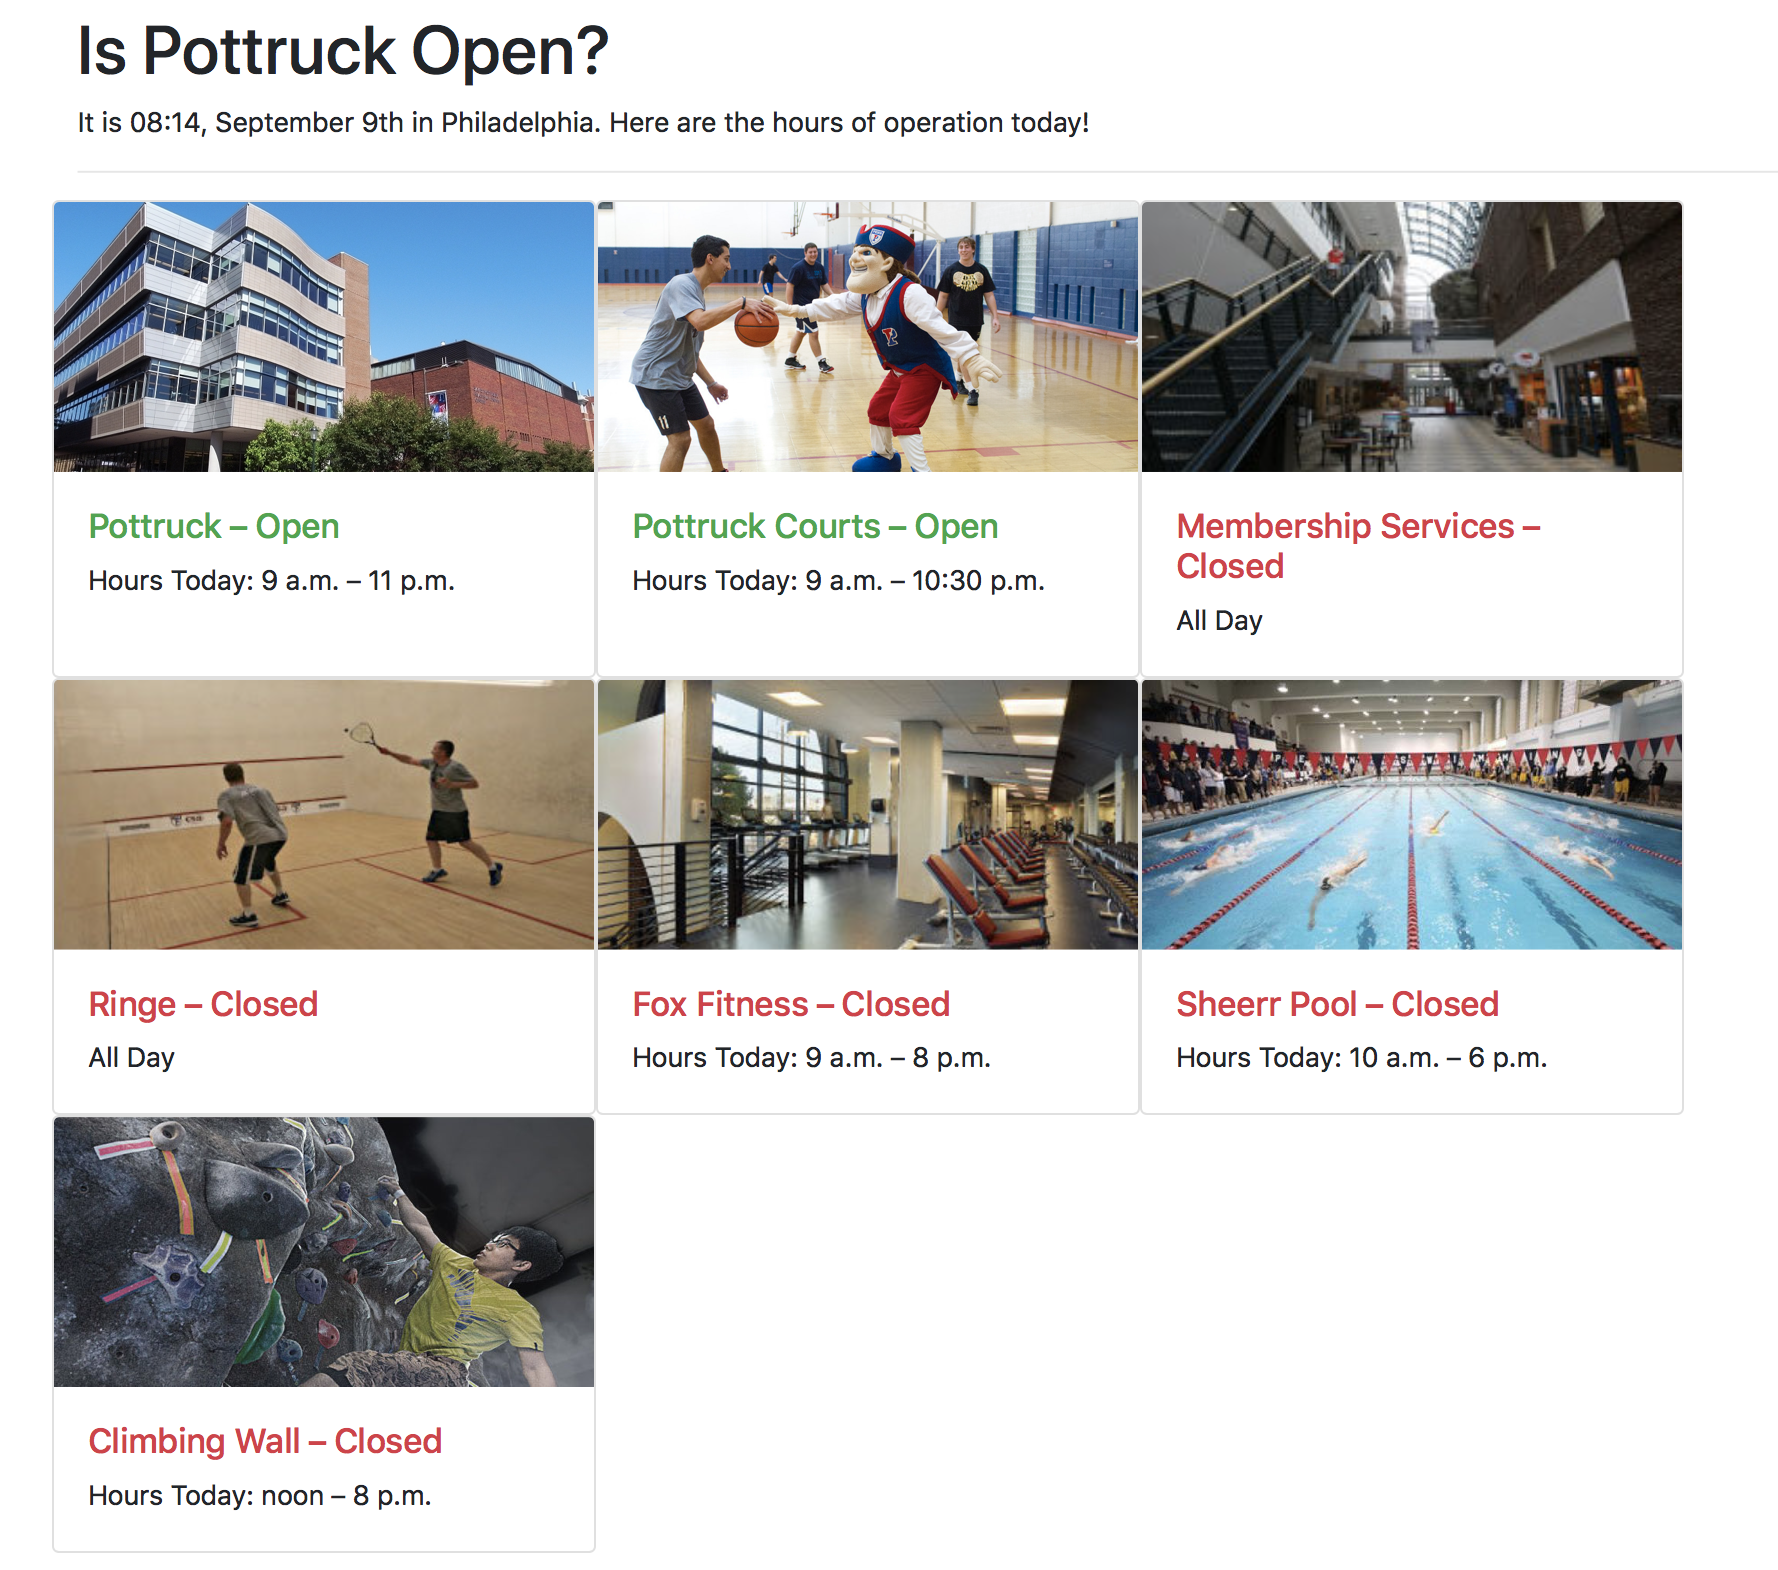 Is Pottruck Open?
It is 08:14, September 9th in Philadelphia. Here are the hours of operation today!
Pottruck – Open
Hours Today: 9 a.m. – 11 p.m.
Pottruck Courts – Open
Hours Today: 9 a.m. – 10:30 p.m.
Membership Services –
Closed
All Day
Ringe – Closed
All Day
Fox Fitness – Closed
Hours Today: 9 a.m. – 8 p.m.
Sheerr Pool – Closed
Hours Today: 10 a.m. – 6 p.m.
Climbing Wall – Closed
Hours Today: noon – 8 p.m.